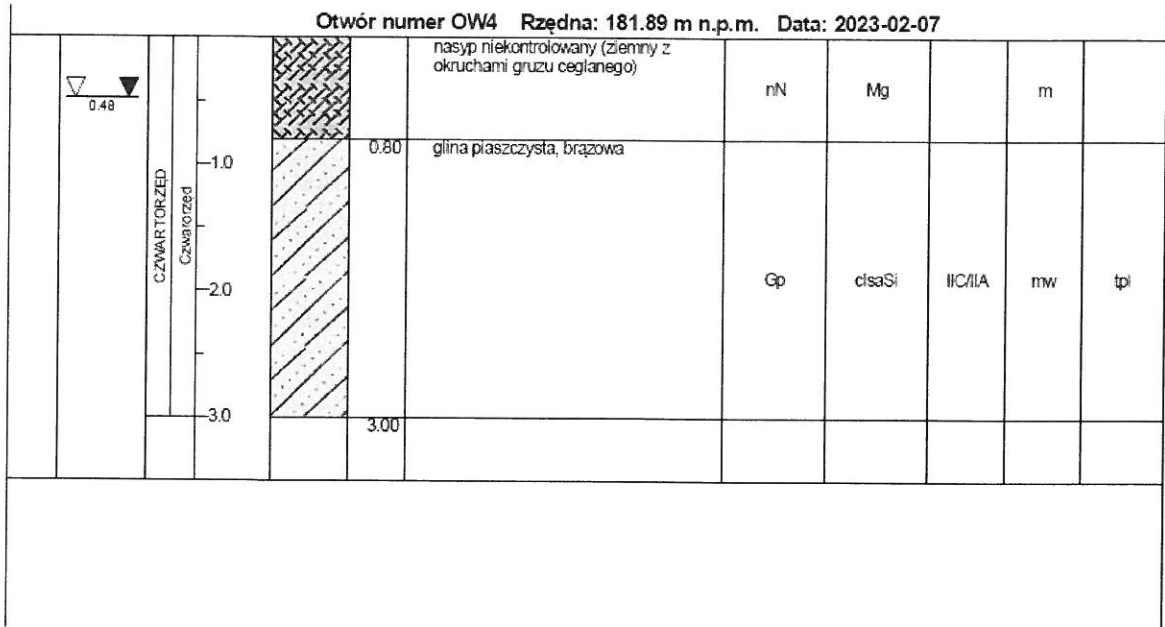 Otwór numer OW4 Rzędna: 181.89 m n.p.m. Data: 2023-02-07
nasyp niekontrolowany (ziemny z
okruchami gruzu ceglanego)
nN
Mg
m
0.48
0.80
glina piaszczysta, brązowa
-1.0
CZWARTORZĘD
Czwarorzęd
-2.0
Gp
clsaSi
IIC/IIA
mw
tpl
-3.0
3.00